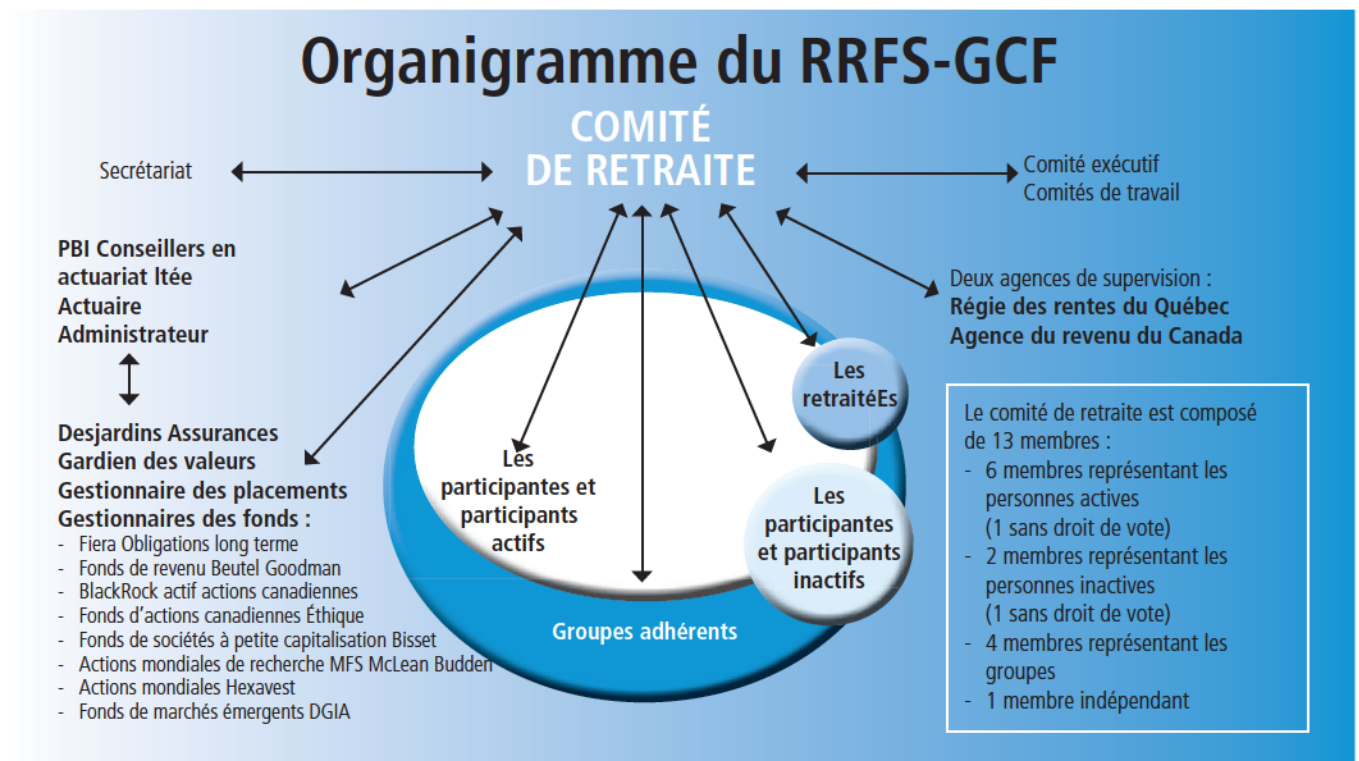 Organigramme du RRFS-GCF
COMITÉ
DE RETRAITE
Secrétariat
Comité exécutif
Comités de travail
PBI Conseillers en
actuariat ltée
Actuaire
Administrateur
Deux agences de supervision :
Régie des rentes du Québec
Agence du revenu du Canada
Desjardins Assurances
Gardien des valeurs
Gestionnaire des placements
Gestionnaires des fonds :
- Fiera Obligations long terme
- Fonds de revenu Beutel Goodman
- BlackRock actif actions canadiennes
- Fonds d'actions canadiennes Éthique
- Fonds de sociétés à petite capitalisation Bisset
- Actions mondiales de recherche MFS McLean Budden
- Actions mondiales Hexavest
- Fonds de marchés émergents DGIA
Les
retraitéEs
Les
participantes et
participants
actifs
Les
participantes
et participants
inactifs
Groupes adhérents
Le comité de retraite est composé
de 13 membres :
- 6 membres représentant les
personnes actives
(1 sans droit de vote)
- 2 membres représentant les
personnes inactives
(1 sans droit de vote)
- 4 membres représentant les
groupes
- 1 membre indépendant